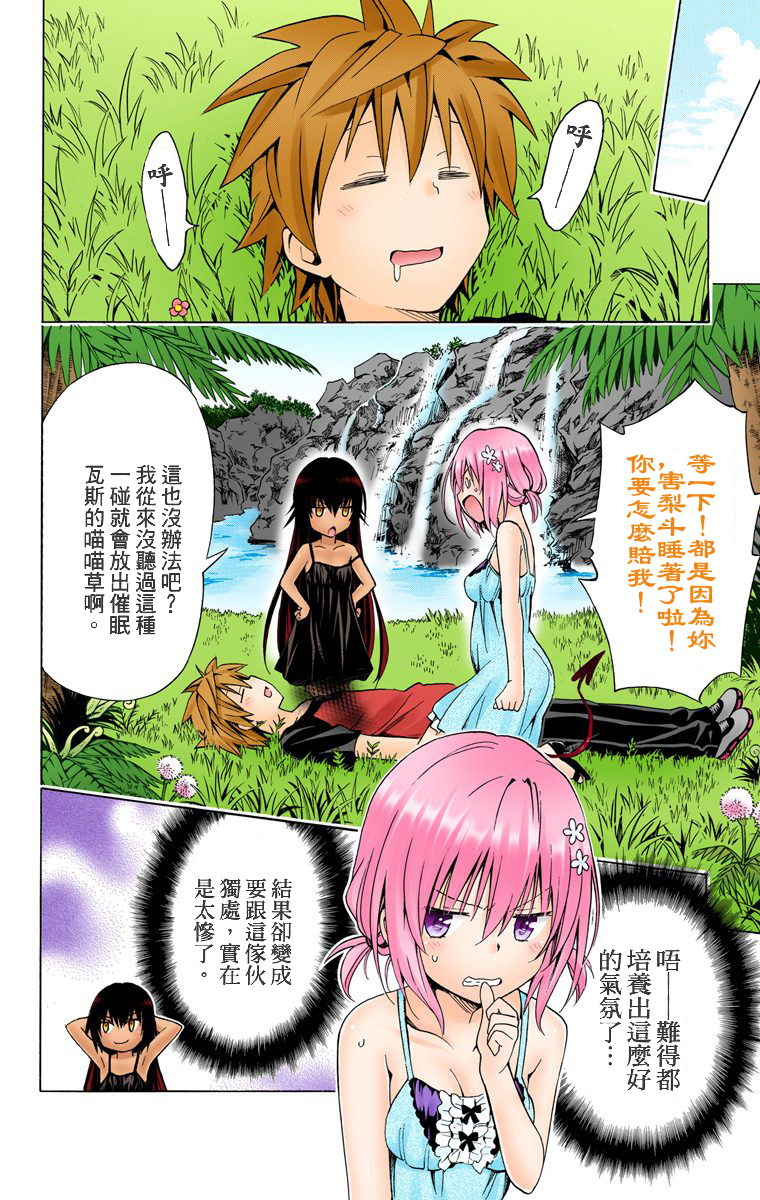 呼——
呼——
等一下！都是因為妳
，害梨斗睡著了啦！
你要怎麼賠我！
這也沒辦法吧？
我從來沒聽過這種
一碰就會放出催眠
瓦斯的喵喵草啊。
唔——難得都
培養出這麼好
的氣氛了…
結果卻變成
要跟這傢伙
獨處，實在
是太慘了。